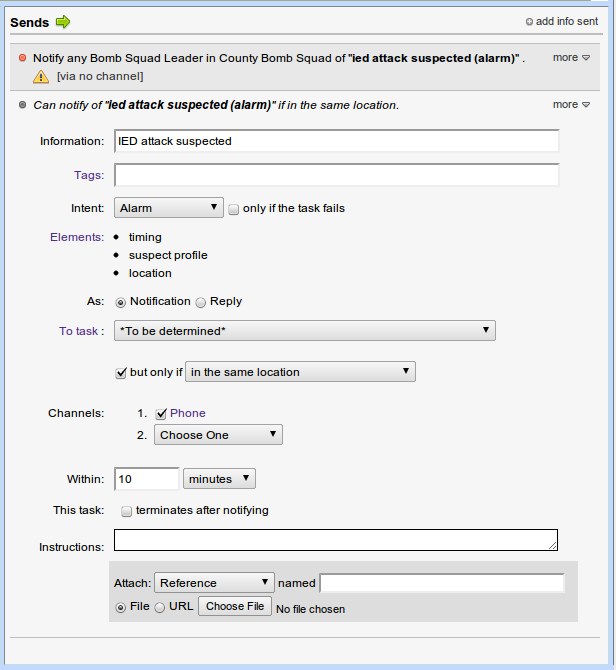 Sends add info sent
Notify any Bomb Squad Leader in County Bomb Squad of "ied attack suspected (alarm)" . more
[via no channel]
Can notify of "ied attack suspected (alarm)" if in the same location. more
Information: IED attack suspected
Tags:
Intent: Alarm only if the task fails
Elements: • timing
• suspect profile
• location
As: Notification Reply
To task : *To be determined*
but only if in the same location
Channels: 1. Phone
2. Choose One
Within: 10 minutes
This task: terminates after notifying
Instructions:
Attach: Reference named
File URL Choose File No file chosen